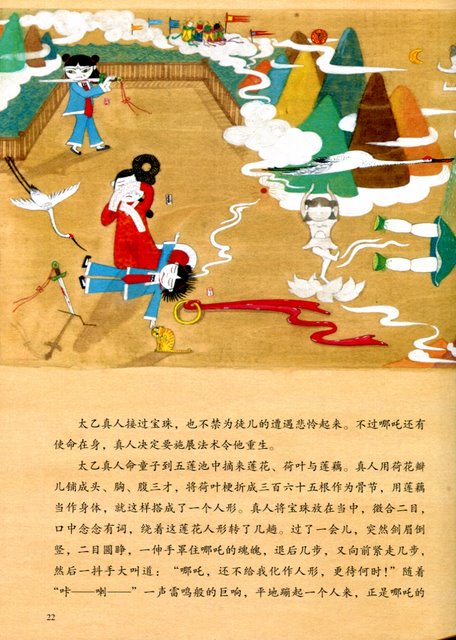 太乙真人接过宝珠，也不禁为徒儿的遭遇悲怜起来。不过哪吒还有
使命在身，真人决定要施展法术令他重生。
太乙真人命童子到五莲池中摘来莲花、荷叶与莲藕。真人用荷花瓣
儿铺成头、胸、腹三才，将荷叶梗折成三百六十五根作为骨节，用莲藕
当作身体，就这样搭成了一个人形。真人将宝珠放在当中，微合二目，
口中念念有词，绕着这莲花人形转了几趟。过了一会儿，突然剑眉倒
竖，二目圆睁，一伸手罩住哪吒的魂魄，退后几步，又向前紧走几步，
然后一抖手大叫道：“哪吒，还不给我化作人形，更待何时！”随着
“咔——喇——”一声雷鸣般的巨响，平地蹦起一个人来，正是哪吒的
22